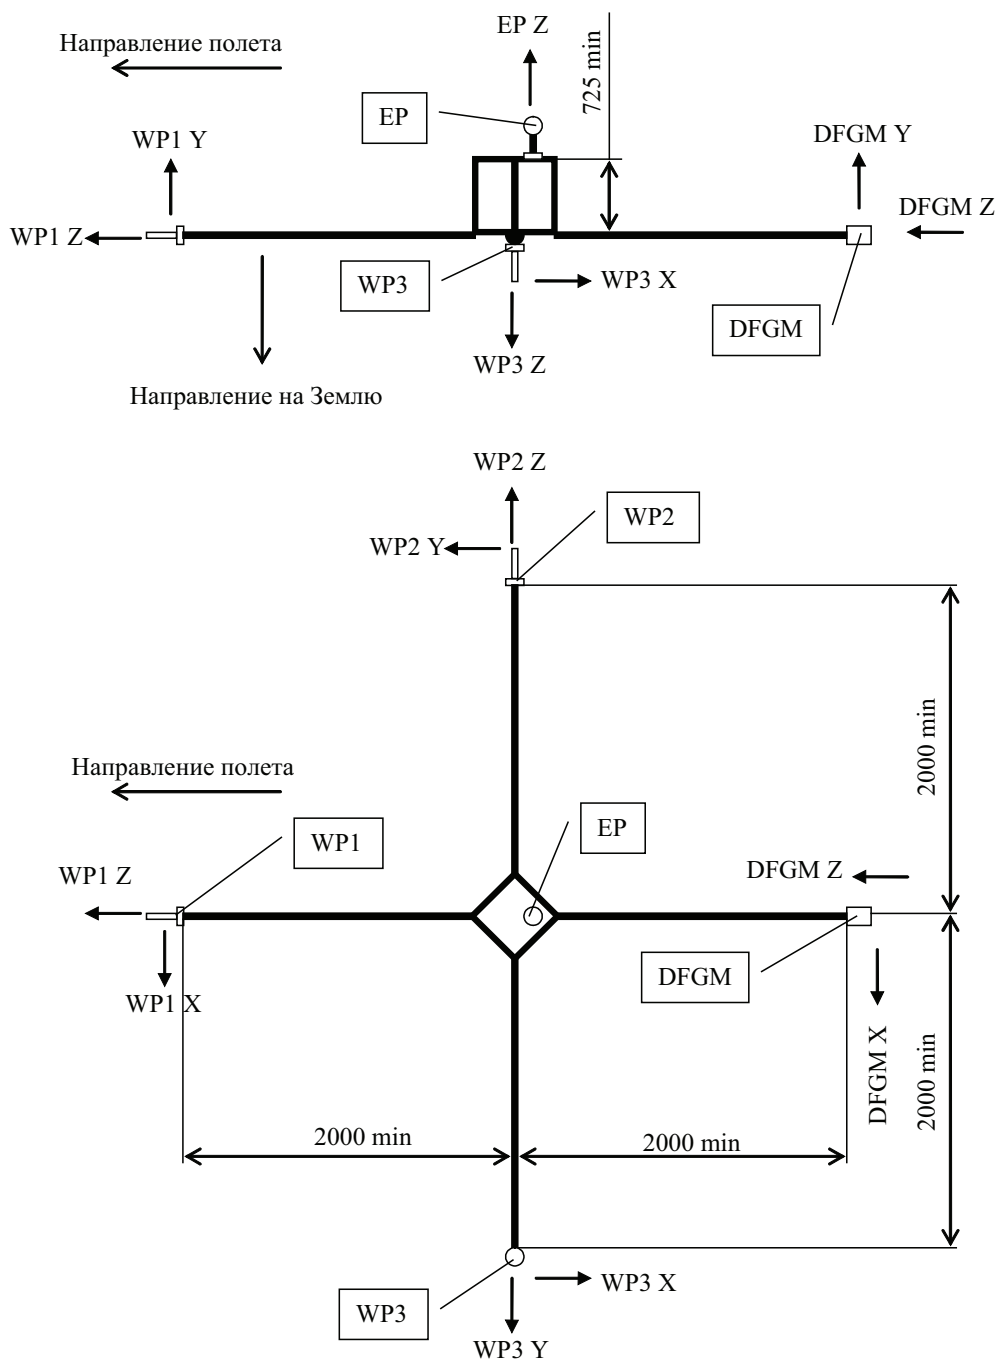 EP Z
Направление полета
725 min
EP
WP1 Y
DFGM Y
DFGM Z
WP1 Z
WP3
WP3 X
DFGM
WP3 Z
Направление на Землю
WP2 Z
WP2
WP2 Y
2000 min
Направление полета
WP1
EP
WP1 Z
DFGM Z
DFGM
WP1 X
DFGM X
2000 min
2000 min
2000 min
WP3 X
WP3
WP3 Y